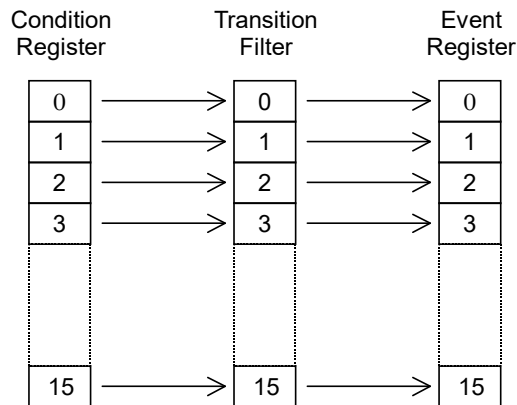 Condition Transition Event
Register Filter Register
0 0 0
1 1 1
2 2 2
3 3 3
15 15 15